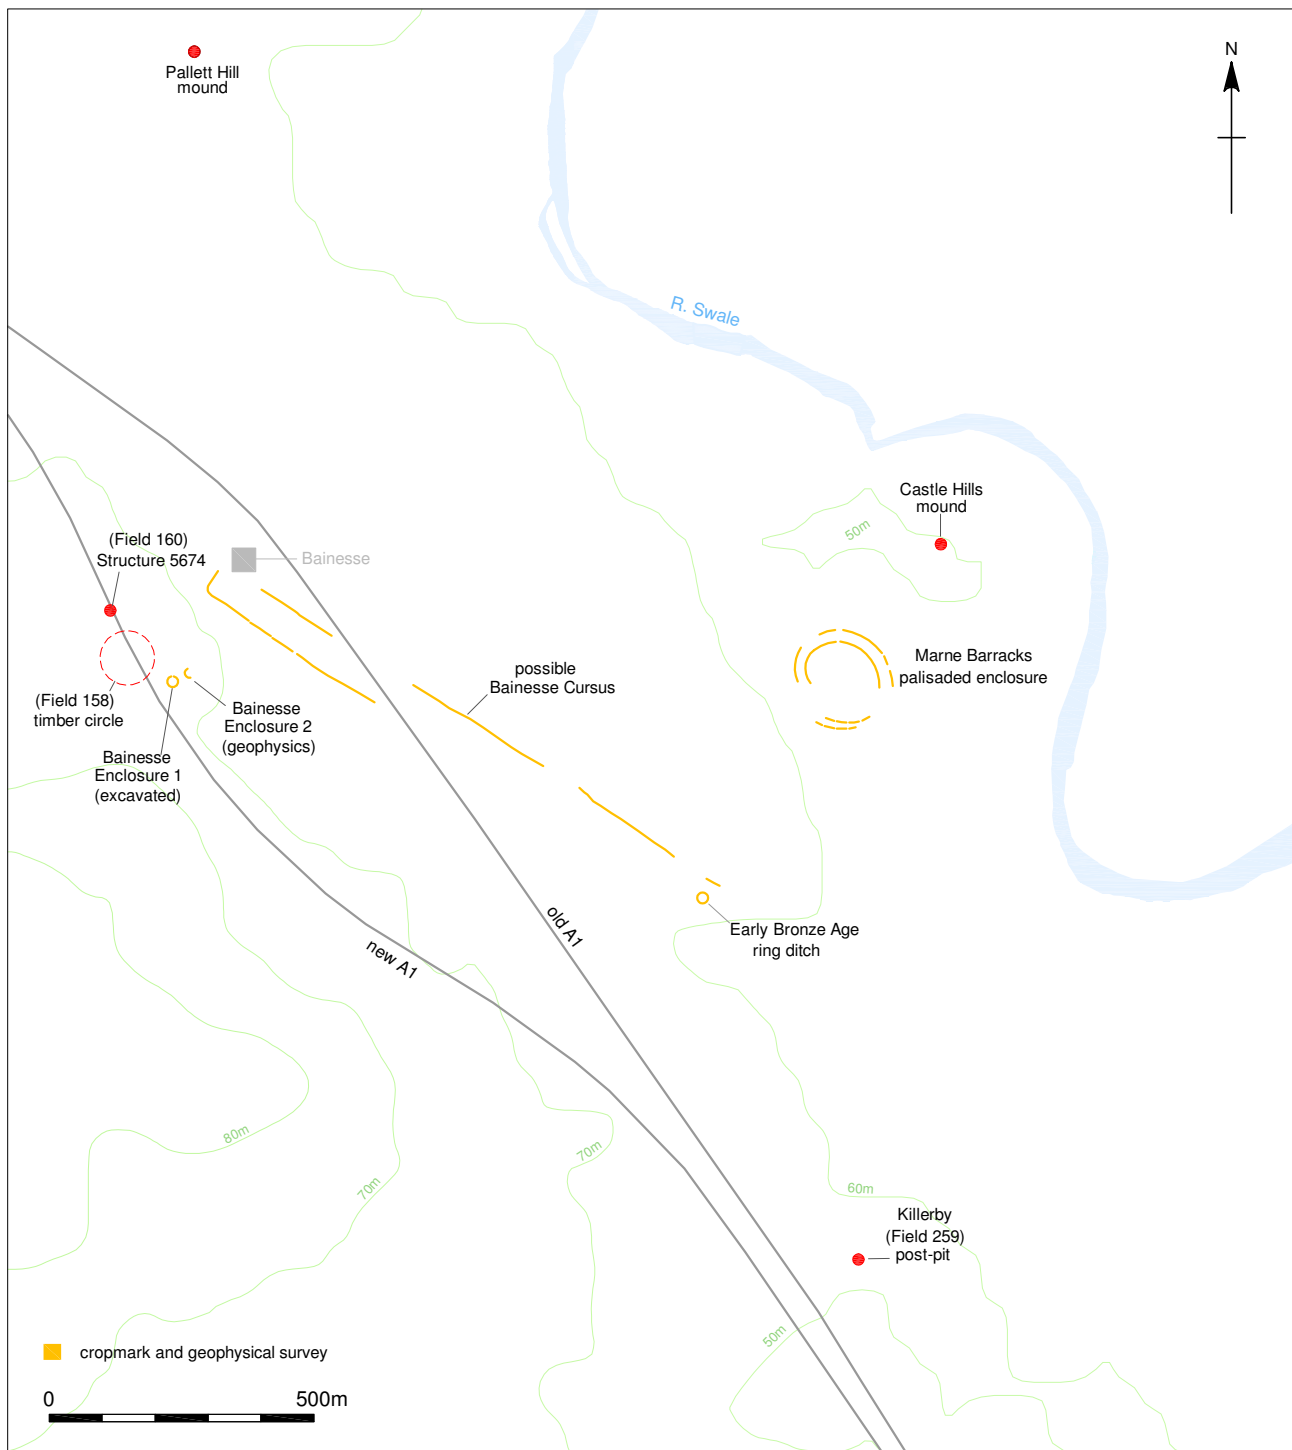 Pallett Hill
mound
N
R. Swale
Castle Hills
mound
50m
(Field 160)
Structure 5674
Bainesse
possible
Bainesse Cursus
Marne Barracks
palisaded enclosure
(Field 158)
timber circle
Bainesse
Enclosure 2
(geophysics)
Bainesse
Enclosure 1
(excavated)
old A1
new A1
Early Bronze Age
ring ditch
80m
70m
70m
60m
Killerby
(Field 259)
post-pit
50m
cropmark and geophysical survey
0 500m